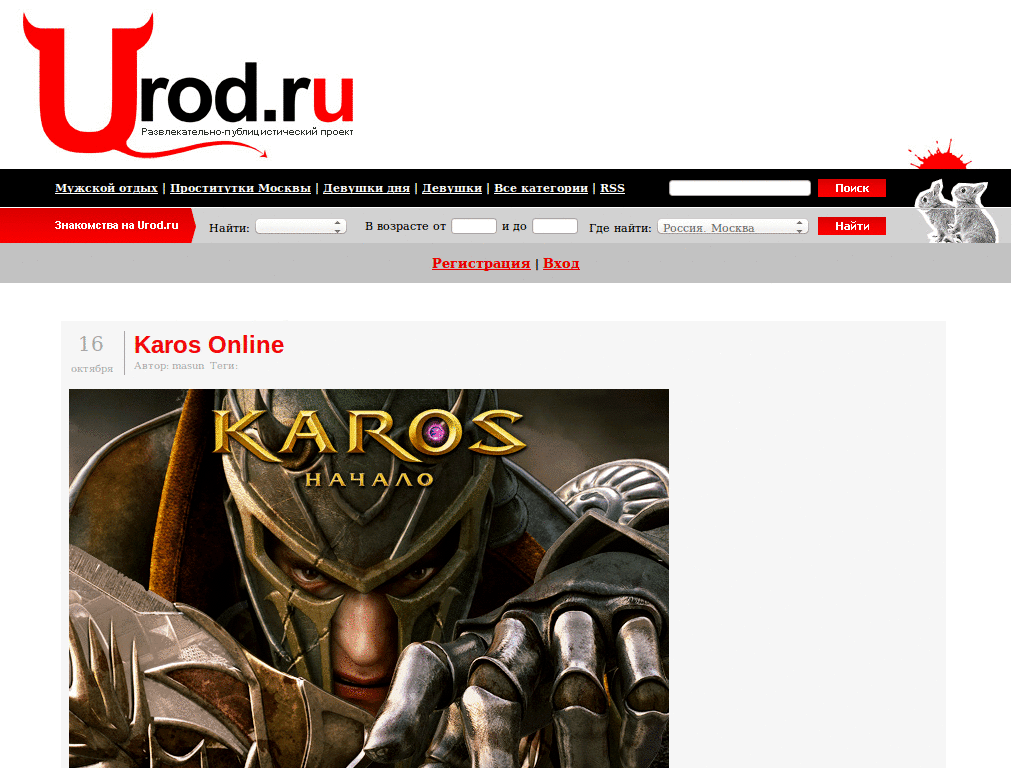 Urod.ru
Развлекательно-публицистический проект
Мужской отдых | Проститутки Москвы | Девушки дня | Девушки | Все категории | RSS
Поиск
Знакомства на Urod.ru
Найти:
В возрасте от
и до
Где найти:
Россия. Москва
Найти
Регистрация | Вход
16
октября
Karos Online
Автор: masun Теги:
KAROS
НАЧАЛО